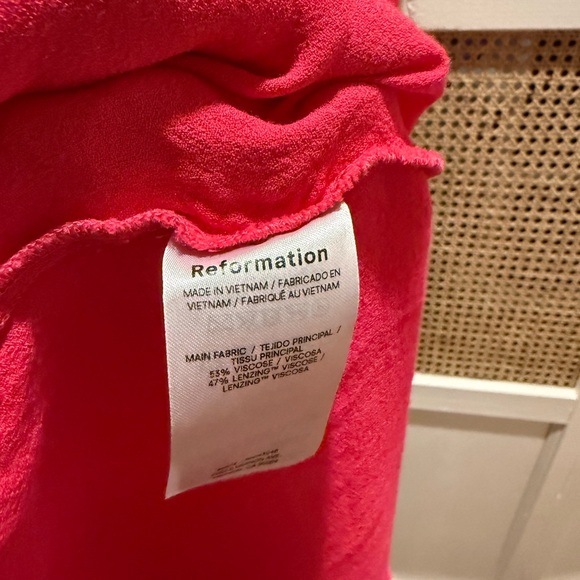 Reformation
MADE IN VIETNAM / FABRICADO EN
VIETNAM / FABRIQUÉ AU VIETNAM
MAIN FABRIC / TEJIDO PRINCIPAL /
TISSU PRINCIPAL
53% VISCOSE / VISCOSA
47% LENZING™ VISCOSE /
LENZING™ VISCOSA